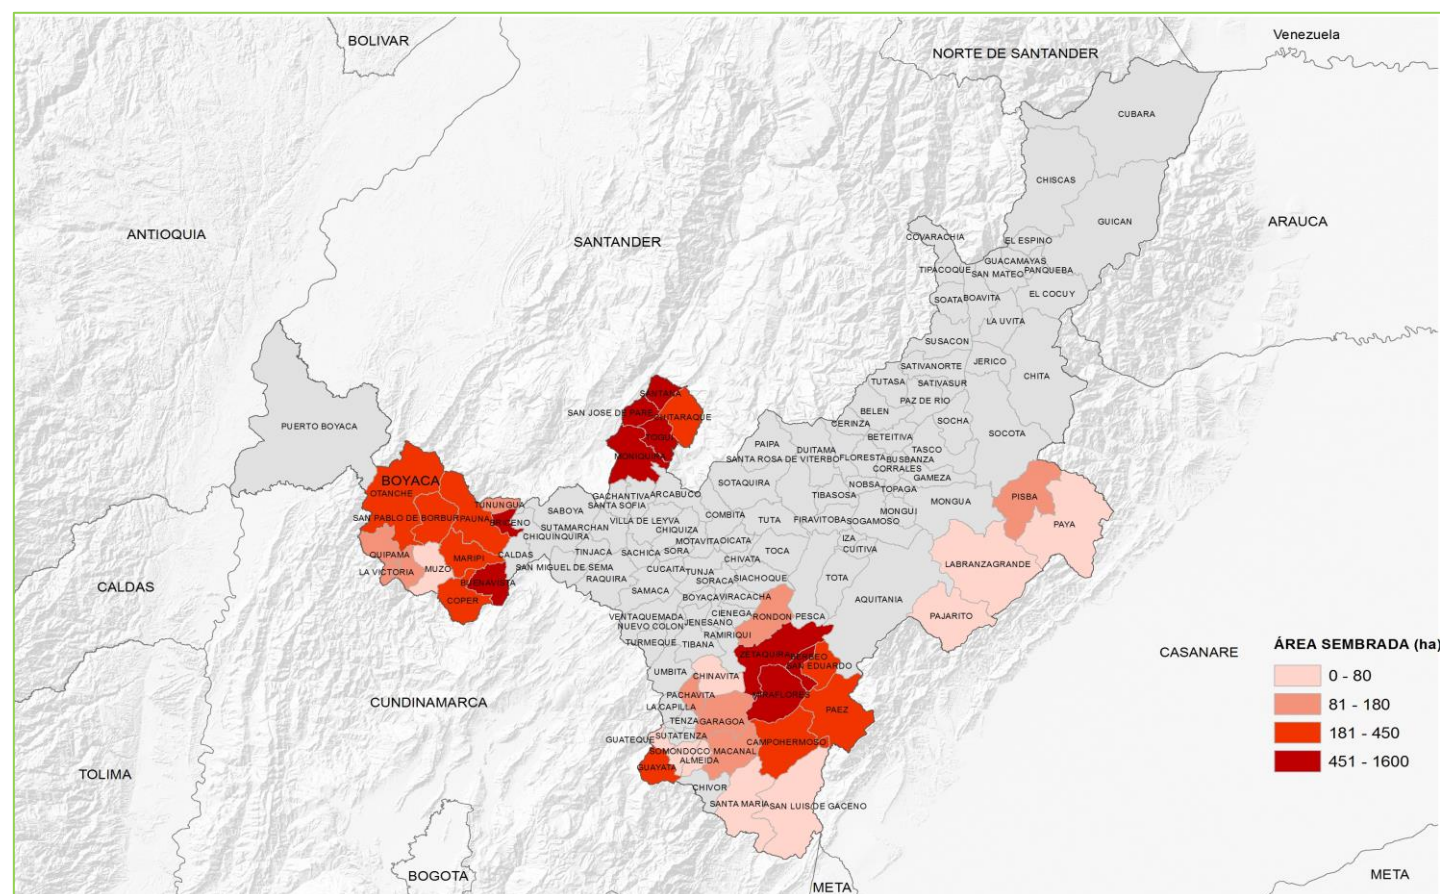 BOLIVAR
Venezuela
NORTE DE SANTANDER
CUBARA
CHISCAS
GUICAN
ARAUCA
ANTIOQUIA
SANTANDER
COVARACHIA
EL ESPINO
GUACAMAYAS
TIPACOQUE
SAN MATEO
PANQUEBA
SOATA
BOAVITA
EL COCUY
LA UVITA
SUSACON
JERICO
SATIVANORTE
CHITA
TUTASA
SATIVASUR
PAZ DE RIO
SANTANA
SAN JOSE DE PARE
CHITARAQUE
BELEN
CERINZA
SOCHA
PUERTO BOYACA
TOGUI
BETEITIVA
SOCOTA
MONIQUIRA
PAIPA
DUITAMA
TASCO
SANTA ROSA DE VITERBO
FLORESTA
BUSBANZA
CORRALES
GAMEZA
BOYACA
SOTAQUIRA
NOBSA
TOPAGA
OTANCHE
GACHANTIVA
ARCABUCO
TIBASOSA
MONGUA
PISBA
TUNUNGUA
SANTA SOFIA
SABOYA
COMBITA
MONGUI
SAN PABLO DE BORBUR
PAUNA
BRICENO
VILLA DE LEYVA
TUTA
FIRAVITOBA
SOGAMOSO
PAYA
SUTAMARCHAN
CHIQUIZA
CHIQUINQUIRA
MOTAVITA
OICATA
IZA
CUITIVA
QUIPAMA
MARIPI
CALDAS
TINJACA
SACHICA
SORA
CHIVATA
TOCA
LABRANZAGRANDE
LA VICTORIA
MUZO
SAN MIGUEL DE SEMA
CUCAITA
TUNJA
SIACHOQUE
CALDAS
BUENAVISTA
RAQUIRA
SORACA
TOTA
SAMACA
BOYACA
VIRACACHA
AQUITANIA
COPER
VENTAQUEMADA
CIENEGA
RONDON
PESCA
PAJARITO
NUEVO COLON
JENESANO
RAMIRIQUI
TURMEQUE
TIBANA
ZETAQUIRA
BERBEO
SAN EDUARDO
CASANARE
UMBITA
CHINAVITA
PACHAVITA
MIRAFLORES
CUNDINAMARCA
LA CAPILLA
PAEZ
TENZA
GARAGOA
GUATEQUE
SUTATENZA
CAMPOHERMOSO
SOMONDOCO
MACANAL
ALMEIDA
GUAYATA
TOLIMA
CHIVOR
SANTA MARIA
SAN LUIS DE GACENO
BOGOTA
META
META
ÁREA SEMBRADA (ha)
0 - 80
81 - 180
181 - 450
451 - 1600